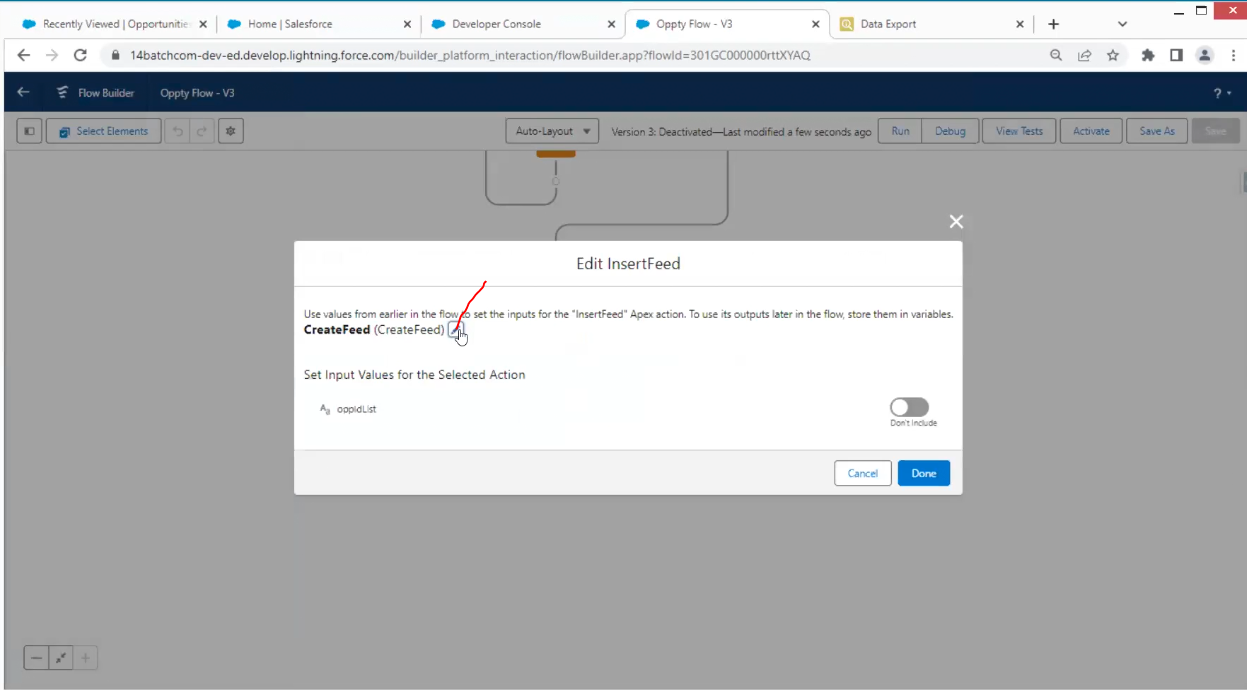 Recently Viewed | Opportunitie
Home | Salesforce
Developer Console
Oppty Flow - V3
Data Export
14batchcom-dev-ed.develop.lightning.force.com/builder_platform_interaction/flowBuilder.app?flowId=301GC000000rttXYAQ
Flow Builder
Oppty Flow - V3
?
Select Elements
Auto-Layout
Version 3: Deactivated—Last modified a few seconds ago
Run
Debug
View Tests
Activate
Save As
Save
Edit InsertFeed
Use values from earlier in the flow to set the inputs for the "InsertFeed" Apex action. To use its outputs later in the flow, store them in variables.
CreateFeed (CreateFeed)
Set Input Values for the Selected Action
oppIdList
Don't Include
Cancel
Done